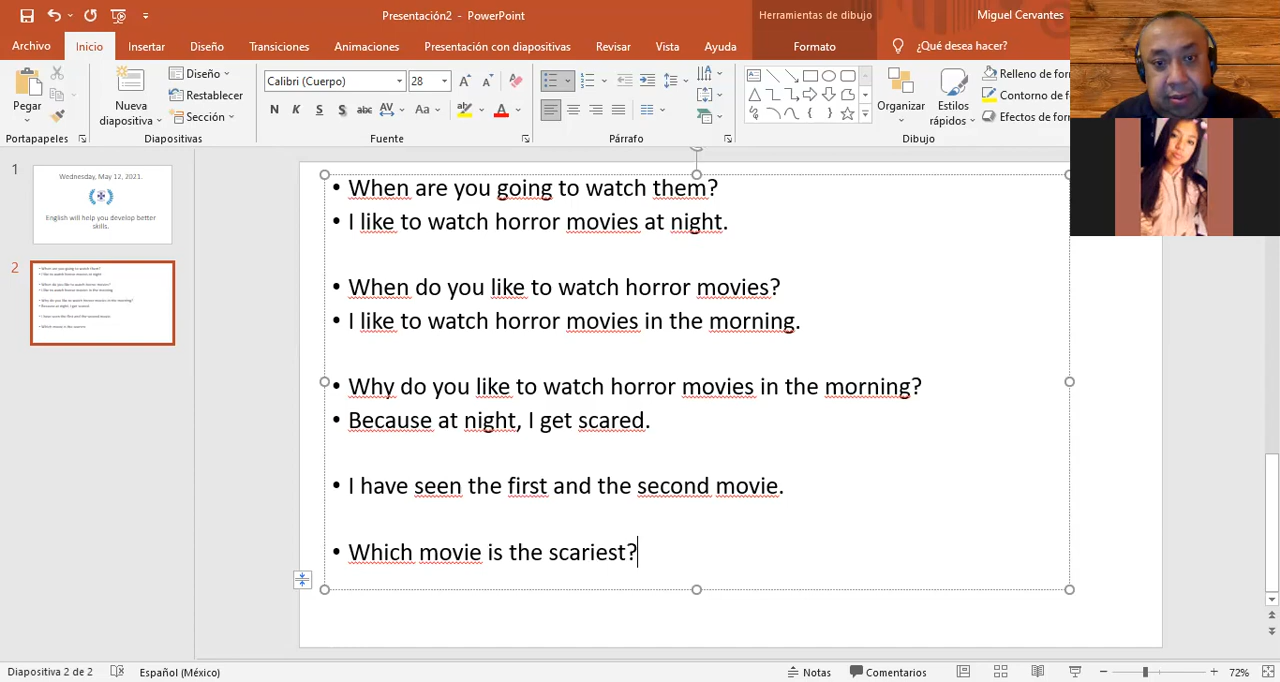 Presentación2 - PowerPoint
Herramientas de dibujo
Miguel Cervantes
Archivo
Inicio
Insertar
Diseño
Transiciones
Animaciones
Presentación con diapositivas
Revisar
Vista
Ayuda
Formato
¿Qué desea hacer?
Pegar
Nueva diapositiva
Diseño
Restablecer
Sección
Calibri (Cuerpo)
28
N K S S abc AV Aa A
Organizar
Estilos rápidos
Relleno de for
Contorno de f
Efectos de for
Portapapeles
Diapositivas
Fuente
Párrafo
Dibujo
1
Wednesday, May 12, 2021.
English will help you develop better
skills.
2
• When are you going to watch them?
• I like to watch horror movies at night.
• When do you like to watch horror movies?
• I like to watch horror movies in the morning.
• Why do you like to watch horror movies in the morning?
• Because at night, I get scared.
• I have seen the first and the second movie.
• Which movie is the scariest?
Diapositiva 2 de 2
Español (México)
Notas
Comentarios
72%